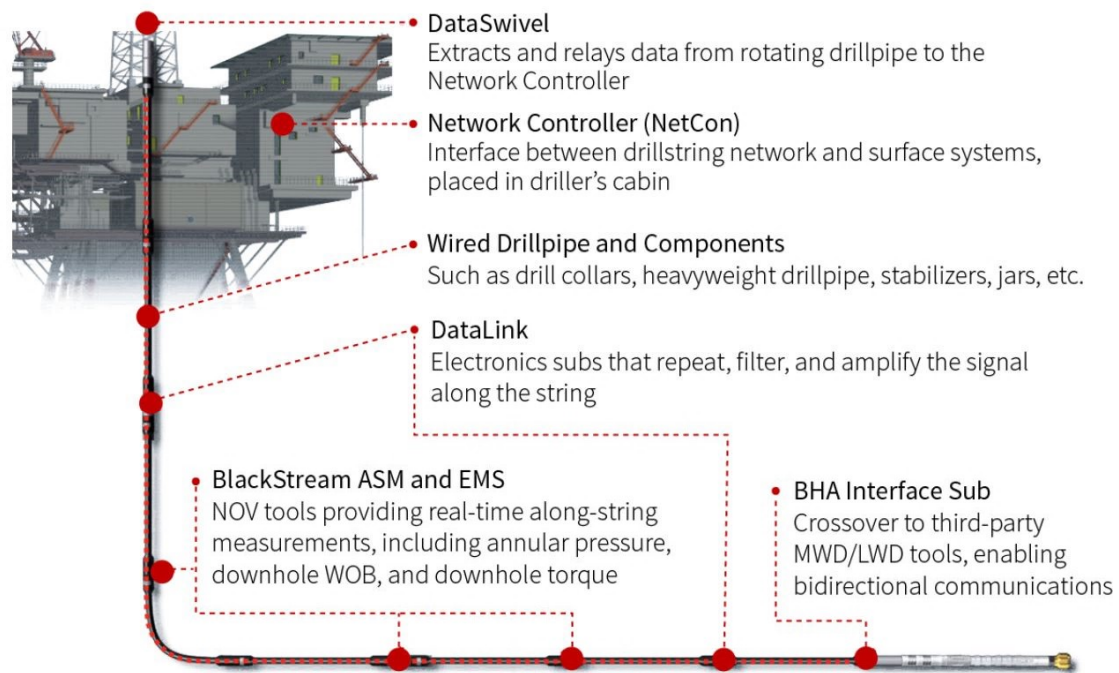 DataSwivel
Extracts and relays data from rotating drillpipe to the
Network Controller
Network Controller (NetCon)
Interface between drillstring network and surface systems,
placed in driller’s cabin
Wired Drillpipe and Components
Such as drill collars, heavyweight drillpipe, stabilizers, jars, etc.
DataLink
Electronics subs that repeat, filter, and amplify the signal
along the string
BlackStream ASM and EMS
NOV tools providing real-time along-string
measurements, including annular pressure,
downhole WOB, and downhole torque
BHA Interface Sub
Crossover to third-party
MWD/LWD tools, enabling
bidirectional communications